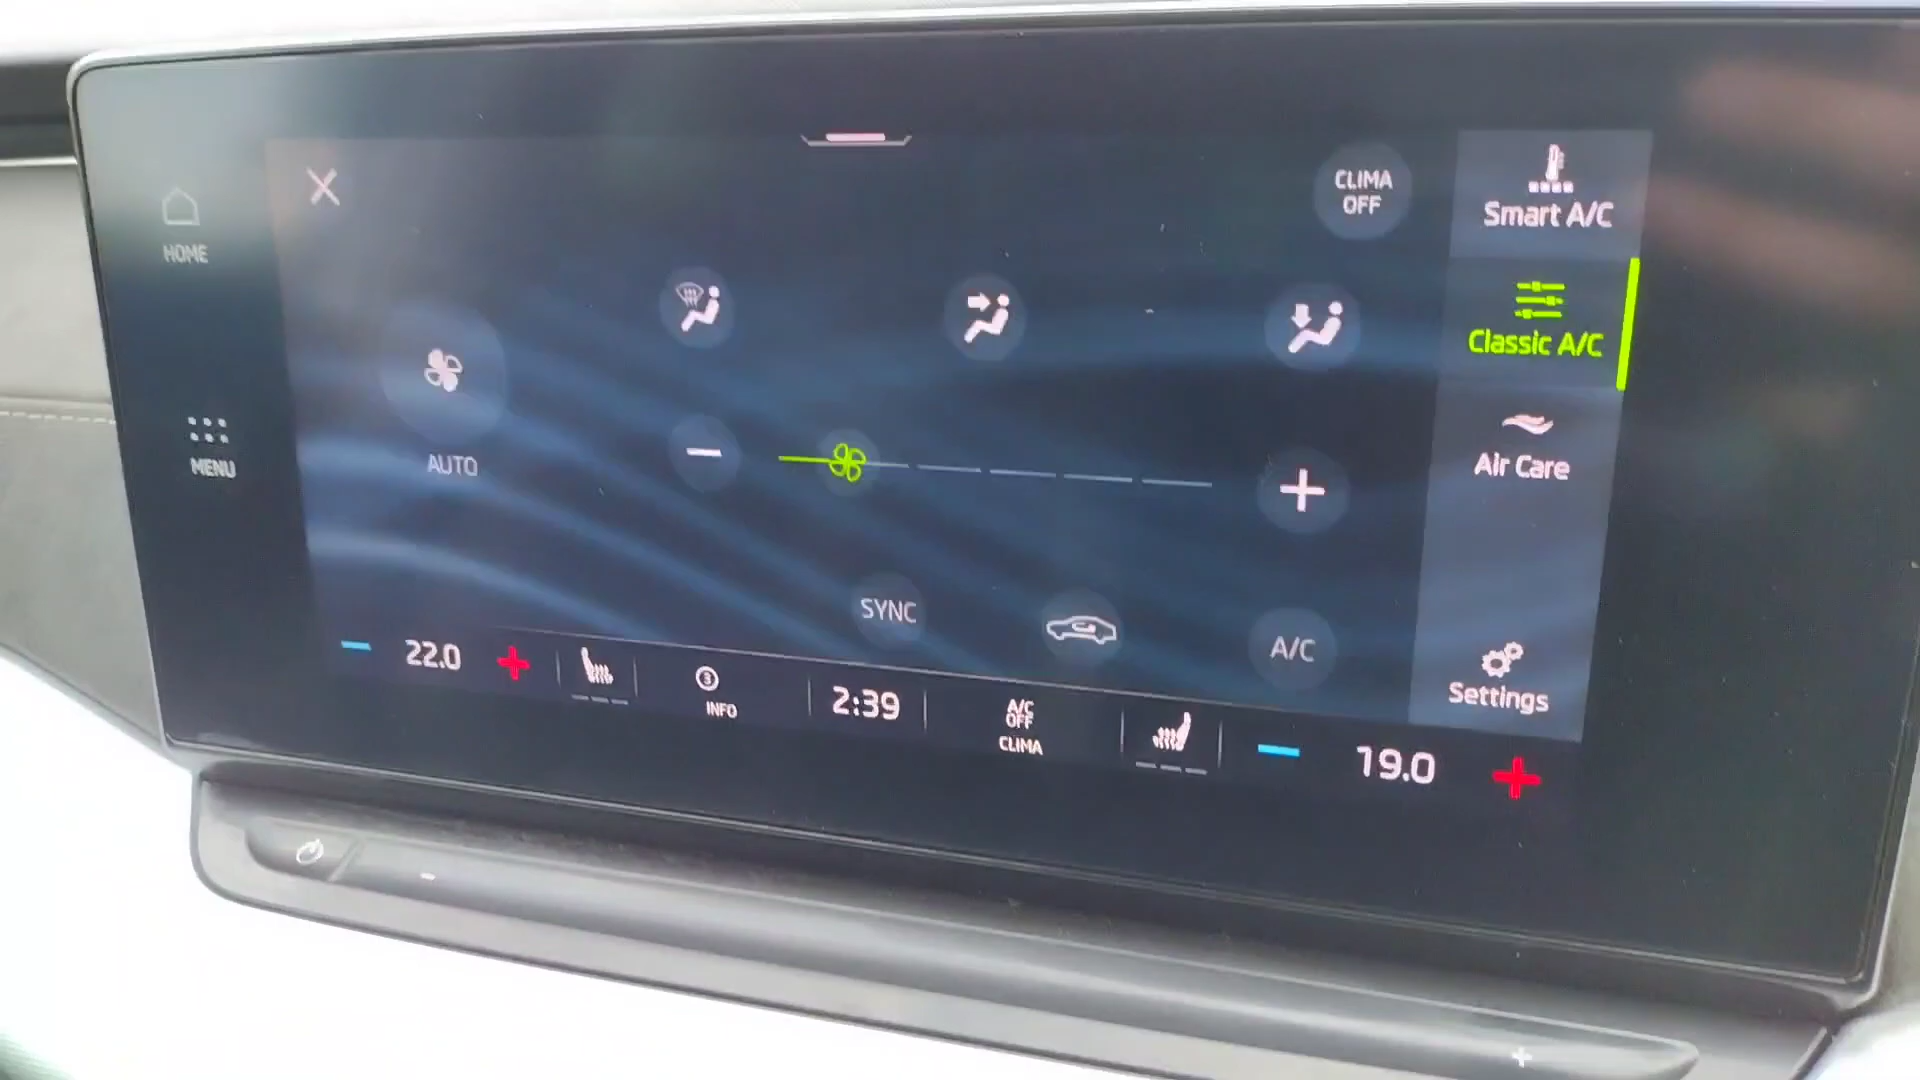 CLIMA
OFF
Smart A/C
HOME
Classic A/C
AUTO
MENU
Air Care
SYNC
A/C
Settings
22.0
3
INFO
2:39
A/C
OFF
CLIMA
19.0